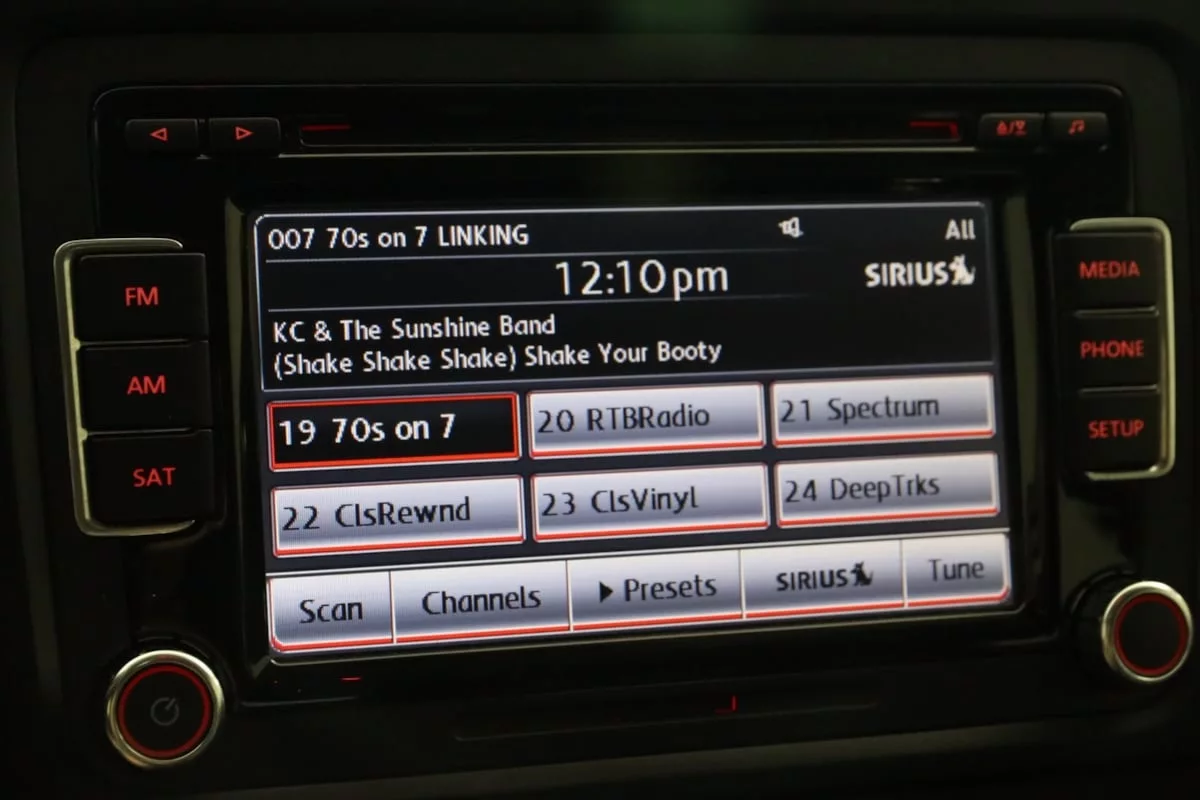 007 70s on 7 LINKING
All
12:10pm
SIRIUS
KC & The Sunshine Band
(Shake Shake Shake) Shake Your Booty
19 70s on 7
20 RTBRadio
21 Spectrum
22 ClsRewnd
23 ClsVinyl
24 DeepTrks
Scan
Channels
Presets
SIRIUS
Tune
FM
AM
SAT
MEDIA
PHONE
SETUP